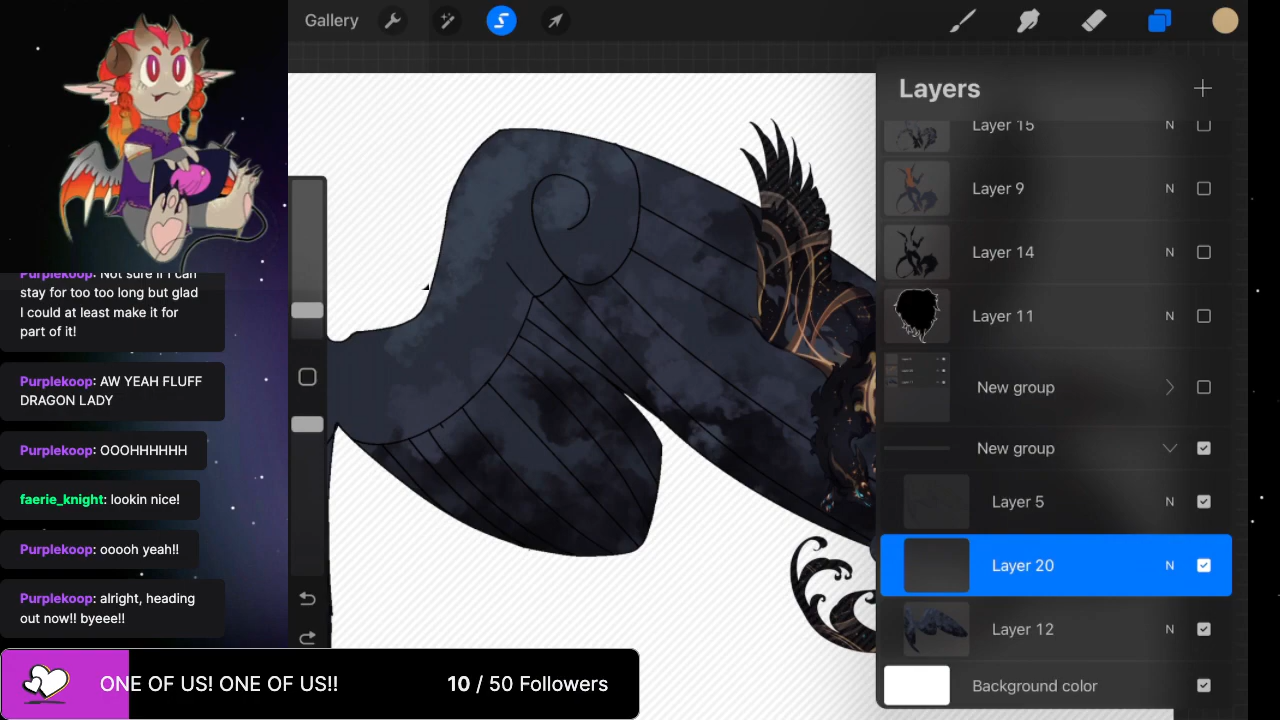 Gallery
Layers
Layer 15 N
Layer 9 N
Layer 14 N
Layer 11 N
New group
New group
Layer 5 N
Layer 20 N
Layer 12 N
Background color
Purplekoop: Not sure if I can
stay for too too long but glad
I could at least make it for
part of it!
Purplekoop: AW YEAH FLUFF
DRAGON LADY
Purplekoop: OOOHHHHHH
faerie_knight: lookin nice!
Purplekoop: ooooh yeah!!
Purplekoop: alright, heading
out now!! byeee!!
ONE OF US! ONE OF US!! 10 / 50 Followers